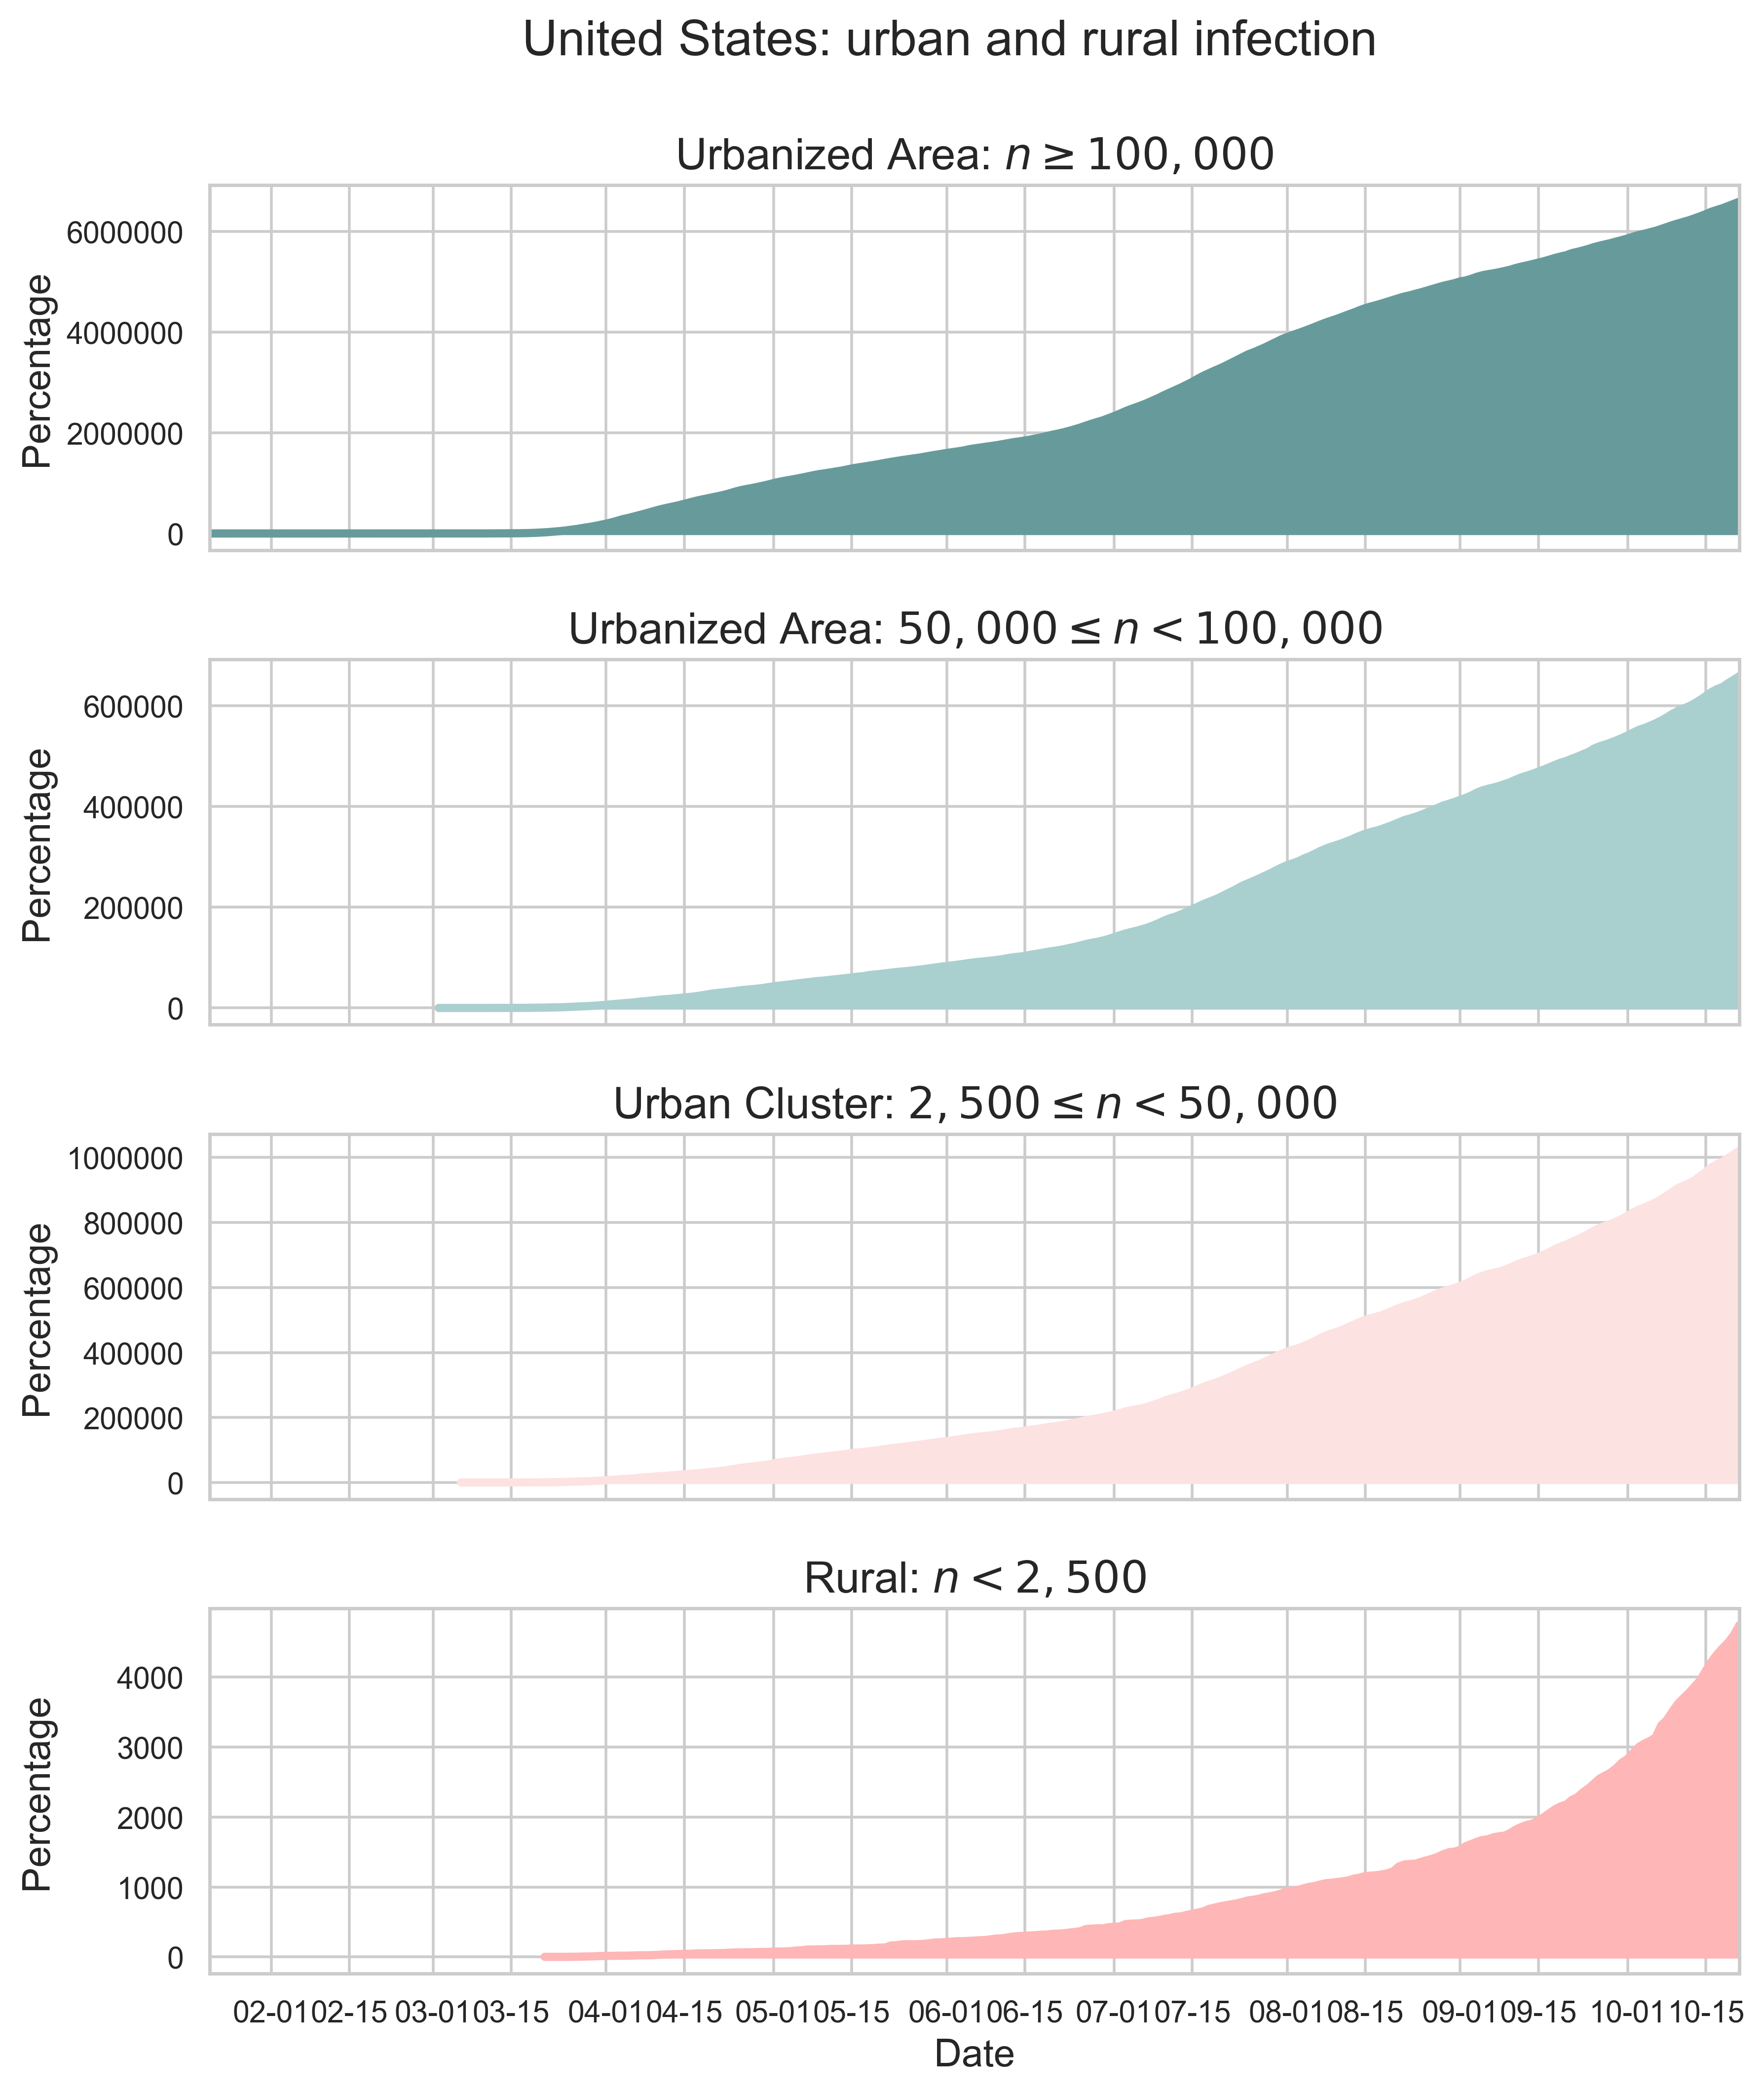 United States: urban and rural infection
Urbanized Area: n ≥ 100,000
Percentage
6000000
4000000
2000000
0
Urbanized Area: 50,000 ≤ n < 100,000
Percentage
600000
400000
200000
0
Urban Cluster: 2,500 ≤ n < 50,000
Percentage
1000000
800000
600000
400000
200000
0
Rural: n < 2,500
Percentage
4000
3000
2000
1000
0
02-01 02-15 03-01 03-15 04-01 04-15 05-01 05-15 06-01 06-15 07-01 07-15 08-01 08-15 09-01 09-15 10-01 10-15
Date